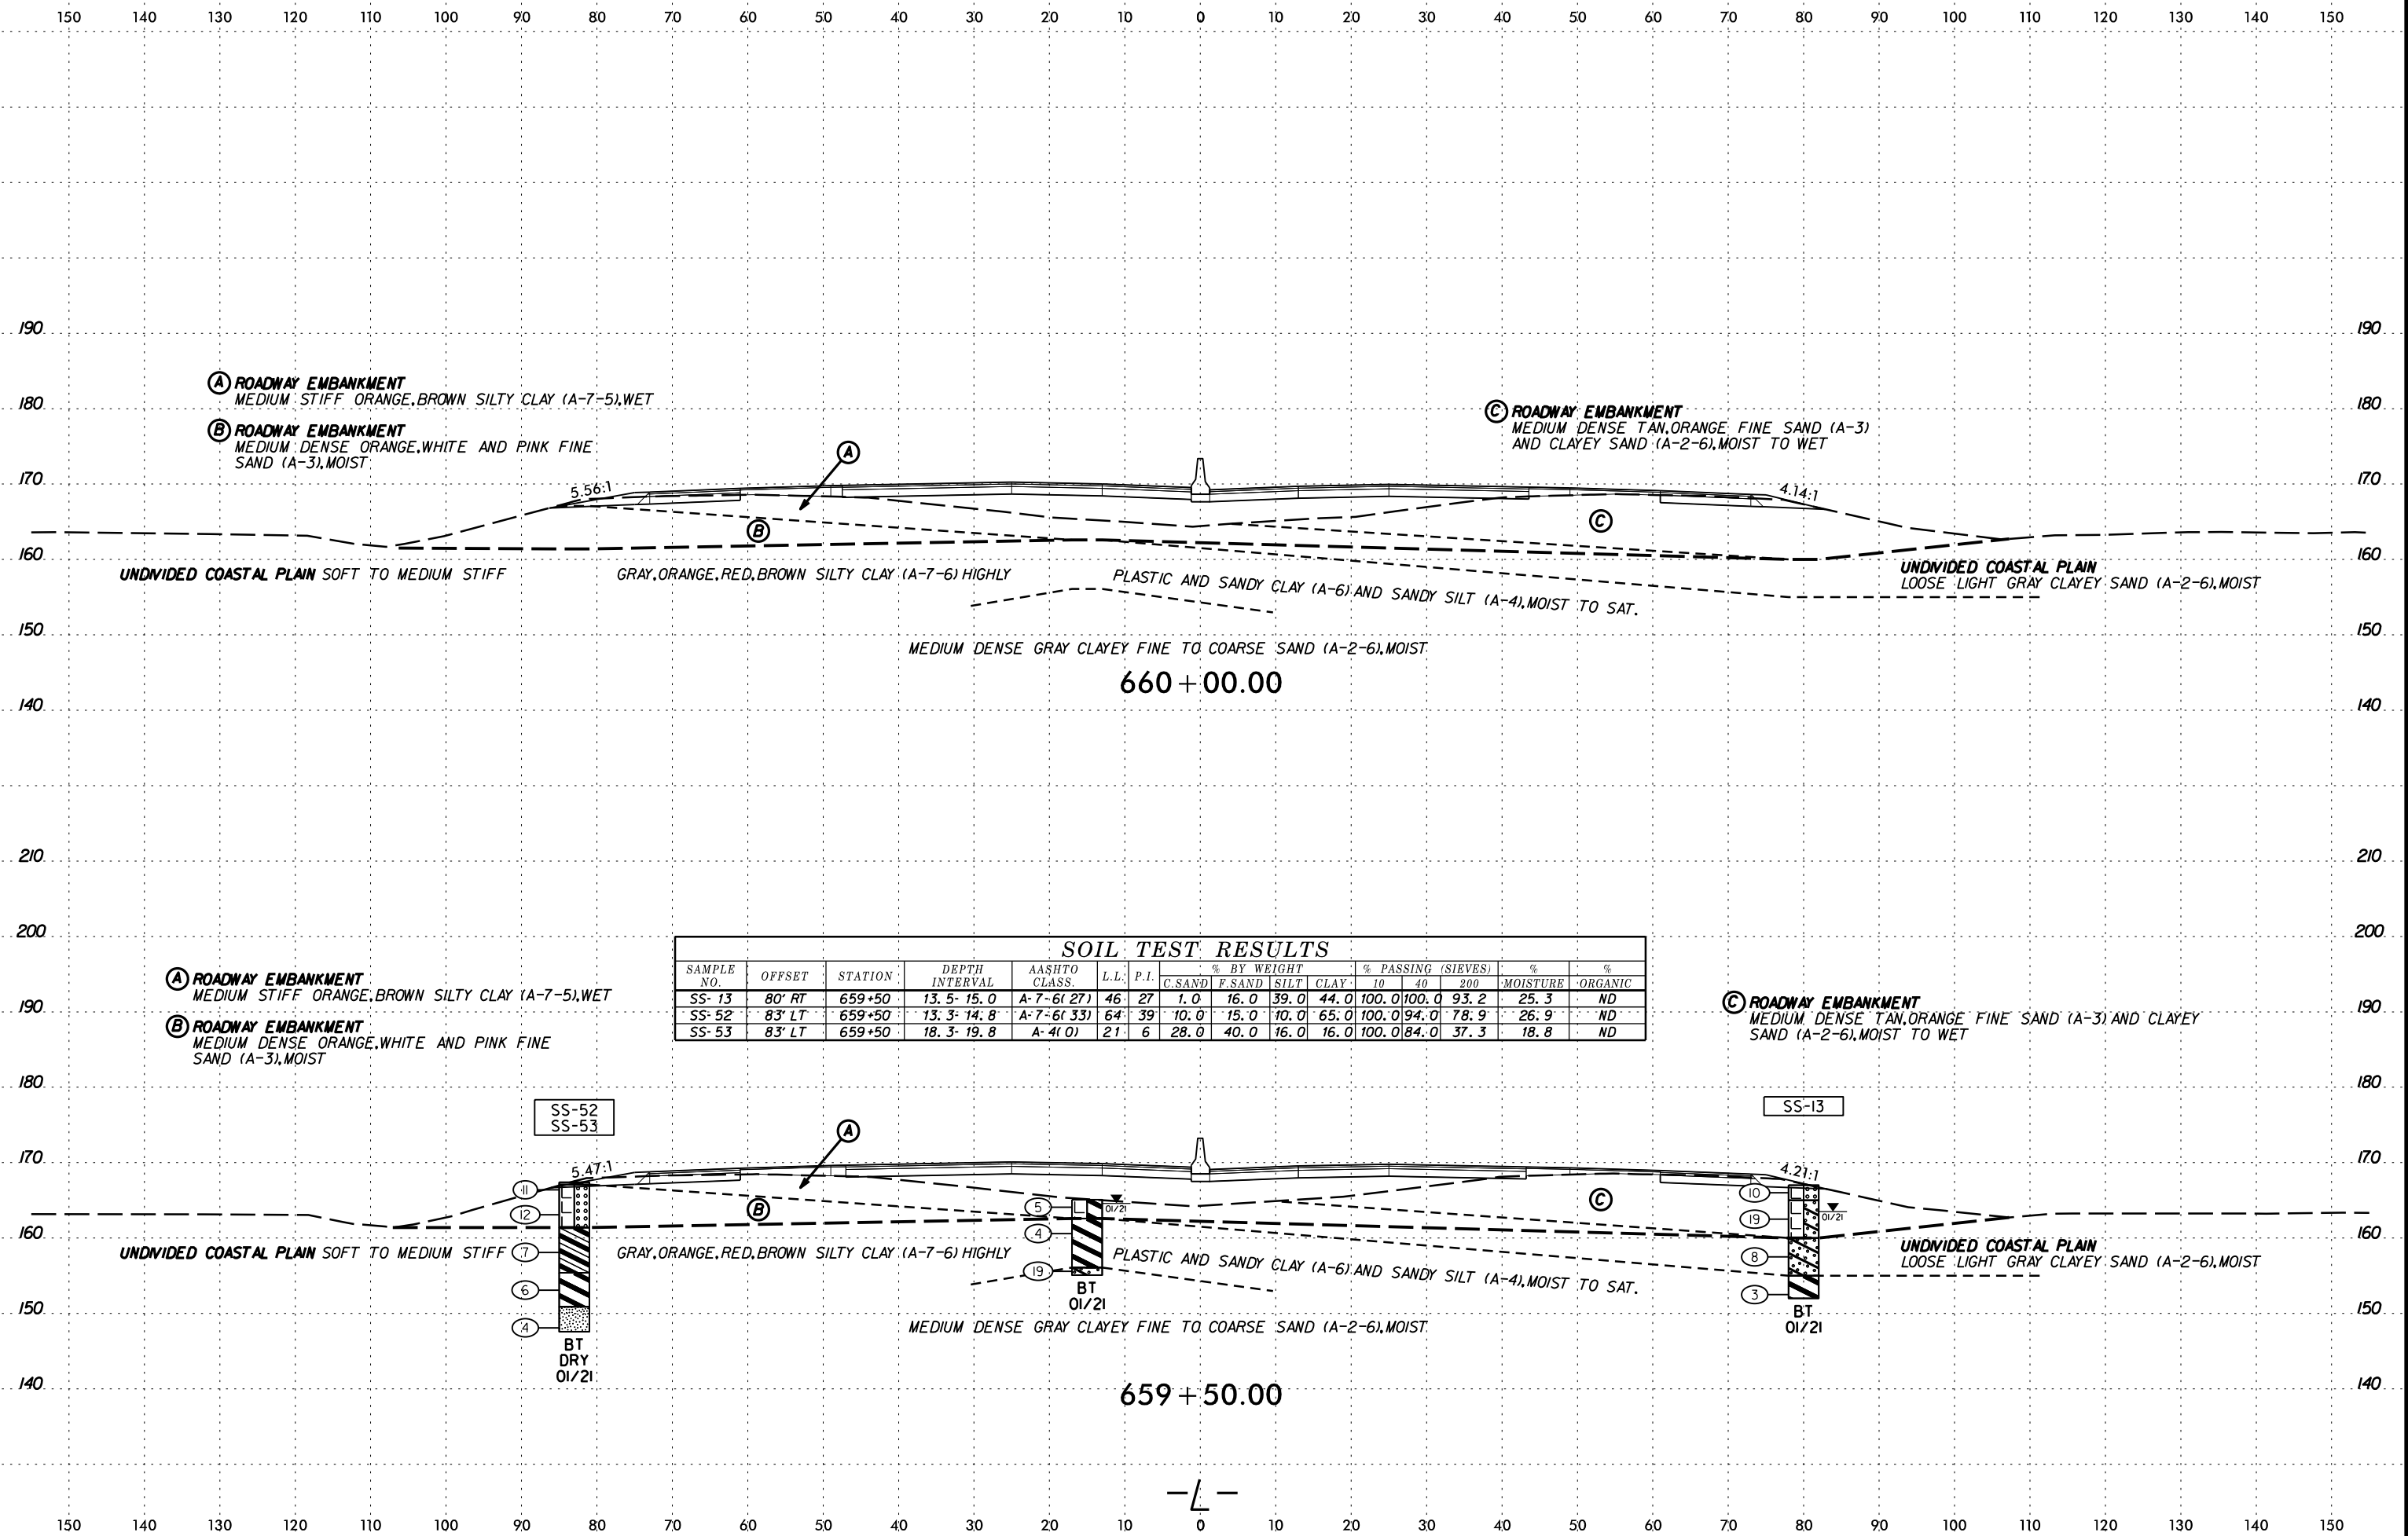 150 140 130 120 110 100 90 80 70 60 50 40 30 20 10 0 10 20 30 40 50 60 70 80 90 100 110 120 130 140 150
190 190
Ⓐ ROADWAY EMBANKMENT
MEDIUM STIFF ORANGE,BROWN SILTY CLAY (A-7-5),WET
180 180
Ⓑ ROADWAY EMBANKMENT
MEDIUM DENSE ORANGE,WHITE AND PINK FINE
SAND (A-3),MOIST
Ⓒ ROADWAY EMBANKMENT
MEDIUM DENSE TAN,ORANGE FINE SAND (A-3)
AND CLAYEY SAND (A-2-6),MOIST TO WET
A
170 170
5.56:1 4.14:1
B C
160 160
UNDIVIDED COASTAL PLAIN SOFT TO MEDIUM STIFF GRAY,ORANGE,RED,BROWN SILTY CLAY (A-7-6) HIGHLY PLASTIC AND SANDY CLAY (A-6) AND SANDY SILT (A-4),MOIST TO SAT.
UNDIVIDED COASTAL PLAIN
LOOSE LIGHT GRAY CLAYEY SAND (A-2-6),MOIST
150 150
MEDIUM DENSE GRAY CLAYEY FINE TO COARSE SAND (A-2-6),MOIST
660+00.00
140 140
210 210
200 200
SOIL TEST RESULTS
SAMPLE NO. OFFSET STATION DEPTH INTERVAL AASHTO CLASS. L.L. P.I. % BY WEIGHT % PASSING (SIEVES) % MOISTURE % ORGANIC
C.SAND F.SAND SILT CLAY 10 40 200
SS-13 80' RT 659+50 13.5-15.0 A-7-6(27) 46 27 1.0 16.0 39.0 44.0 100.0 100.0 93.2 25.3 ND
SS-52 83' LT 659+50 13.3-14.8 A-7-6(33) 64 39 10.0 15.0 10.0 65.0 100.0 94.0 78.9 26.9 ND
SS-53 83' LT 659+50 18.3-19.8 A-4(0) 21 6 28.0 40.0 16.0 16.0 100.0 84.0 37.3 18.8 ND
Ⓐ ROADWAY EMBANKMENT
MEDIUM STIFF ORANGE,BROWN SILTY CLAY (A-7-5),WET
190 190
Ⓑ ROADWAY EMBANKMENT
MEDIUM DENSE ORANGE,WHITE AND PINK FINE
SAND (A-3),MOIST
Ⓒ ROADWAY EMBANKMENT
MEDIUM DENSE TAN,ORANGE FINE SAND (A-3) AND CLAYEY
SAND (A-2-6),MOIST TO WET
180 180
SS-52
SS-53
SS-13
A
170 170
5.47:1 4.21:1
11 10
12 B 5 01/21 C 19 01/21
160 4 160
UNDIVIDED COASTAL PLAIN SOFT TO MEDIUM STIFF 7 GRAY,ORANGE,RED,BROWN SILTY CLAY (A-7-6) HIGHLY PLASTIC AND SANDY CLAY (A-6) AND SANDY SILT (A-4),MOIST TO SAT.
8
UNDIVIDED COASTAL PLAIN
LOOSE LIGHT GRAY CLAYEY SAND (A-2-6),MOIST
19
6 3
BT
01/21
150 150
BT
01/21
4
MEDIUM DENSE GRAY CLAYEY FINE TO COARSE SAND (A-2-6),MOIST
BT
DRY
01/21
140 140
659+50.00
-L-
150 140 130 120 110 100 90 80 70 60 50 40 30 20 10 0 10 20 30 40 50 60 70 80 90 100 110 120 130 140 150